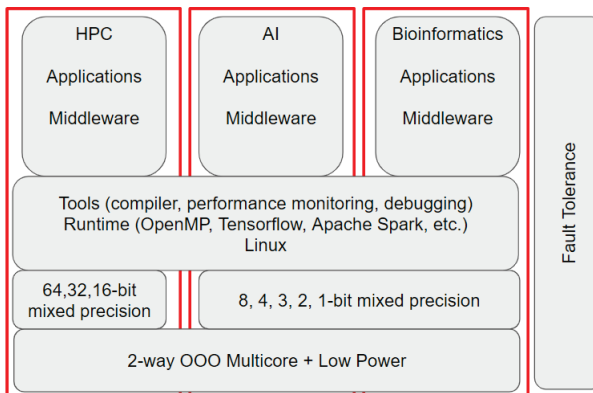 HPC
Applications
Middleware
AI
Applications
Middleware
Bioinformatics
Applications
Middleware
Tools (compiler, performance monitoring, debugging)
Runtime (OpenMP, Tensorflow, Apache Spark, etc.)
Linux
64,32,16-bit
mixed precision
8, 4, 3, 2, 1-bit mixed precision
2-way OOO Multicore + Low Power
Fault Tolerance